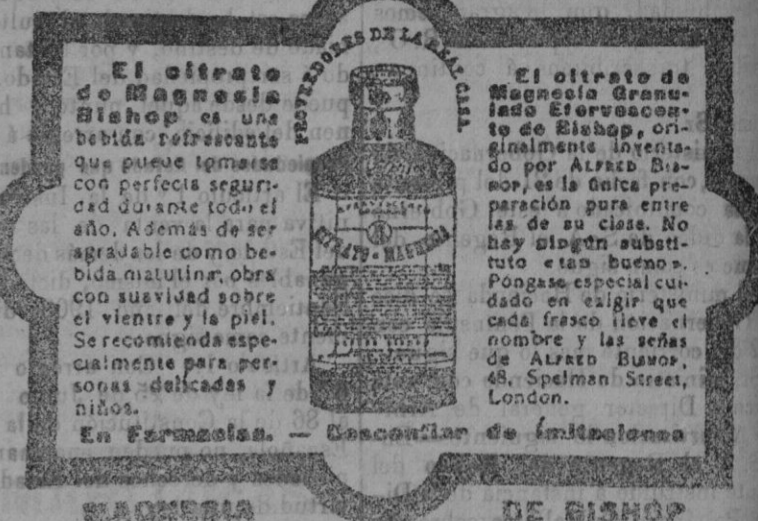 PROVEEDORES DE LA REAL CASA.
El citrato
de Magnesia
Bishop es una
bebida refrescante
que puede tomarse
con perfecta seguri-
dad durante todo el
año. Además de ser
agradable como be-
bida matutina, obra
con suavidad sobre
el vientre y la piel.
Se recomienda espe-
cialmente para per-
sonas delicadas y
niños.
CITRATO - MAGNESIA
El citrato de
Magnesia Granu-
lado Efervescen-
te de Bishop, ori-
ginalmente inventa-
do por ALFRED BIS-
HOP, es la única pre-
paración pura entre
las de su clase. No
hay ningún substi-
tuto «tan bueno».
Póngase especial cui-
dado en exigir que
cada frasco lleve el
nombre y las señas
de ALFRED BISHOP,
48, Spelman Street,
London.
En Farmacias. — Desconfiar de imitaciones
MAGNESIA DE BISHOP